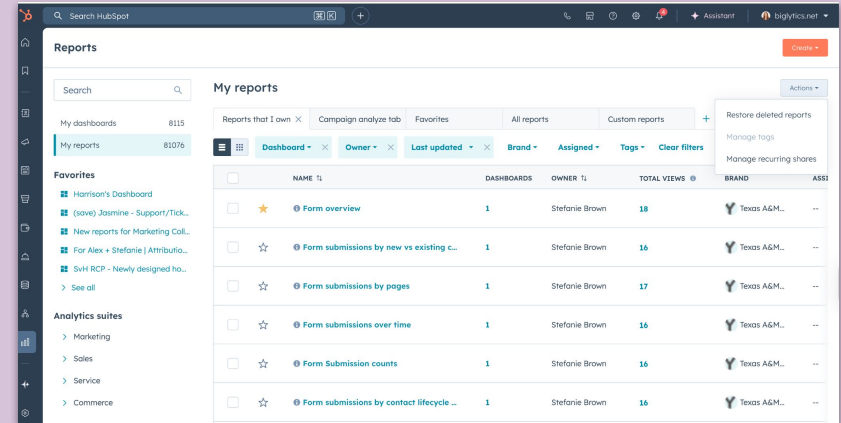 Search HubSpot
⌘ K
4
Assistant
biglytics.net
Reports
Create
Search
My dashboards 8115
My reports 81076
Favorites
Harrison's Dashboard
(save) Jasmine - Support/Tick...
New reports for Marketing Coll...
For Alex + Stefanie | Attributio...
SvH RCP - Newly designed ho...
See all
Analytics suites
Marketing
Sales
Service
Commerce
My reports
Actions
Restore deleted reports
Manage tags
Manage recurring shares
Reports that I own
Campaign analyze tab
Favorites
All reports
Custom reports
Dashboard
Owner
Last updated
Brand
Assigned
Tags
Clear filters
NAME DASHBOARDS OWNER TOTAL VIEWS BRAND ASSI
Form overview 1 Stefanie Brown 18 Texas A&M... --
Form submissions by new vs existing c... 1 Stefanie Brown 16 Texas A&M... --
Form submissions by pages 1 Stefanie Brown 17 Texas A&M... --
Form submissions over time 1 Stefanie Brown 16 Texas A&M... --
Form Submission counts 1 Stefanie Brown 16 Texas A&M... --
Form submissions by contact lifecycle ... 1 Stefanie Brown 16 Texas A&M... --